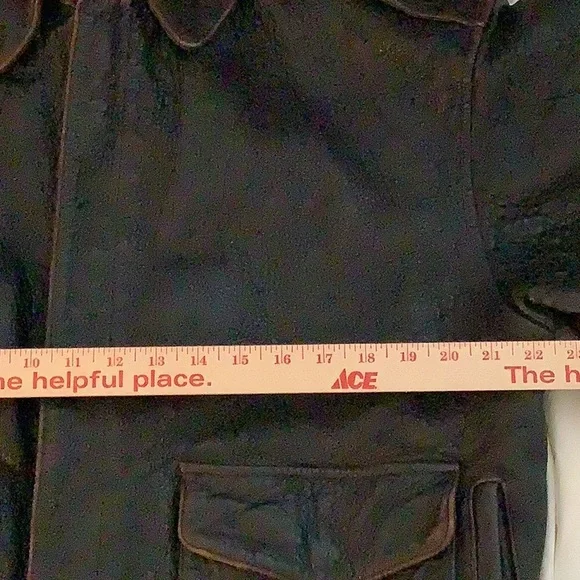 10 11 12 13 14 15 16 17 18 19 20 21 22
he helpful place. ACE The h